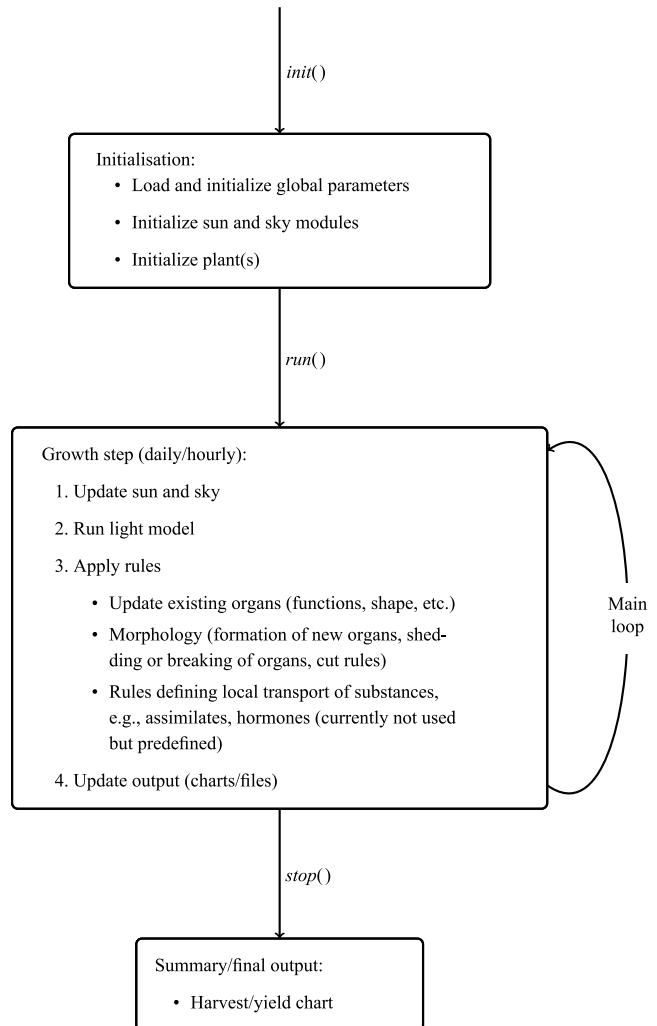 init()
Initialisation:
• Load and initialize global parameters
• Initialize sun and sky modules
• Initialize plant(s)
run()
Growth step (daily/hourly):
1. Update sun and sky
2. Run light model
3. Apply rules
• Update existing organs (functions, shape, etc.)
• Morphology (formation of new organs, shed-
ding or breaking of organs, cut rules)
• Rules defining local transport of substances,
e.g., assimilates, hormones (currently not used
but predefined)
4. Update output (charts/files)
Main
loop
stop()
Summary/final output:
• Harvest/yield chart